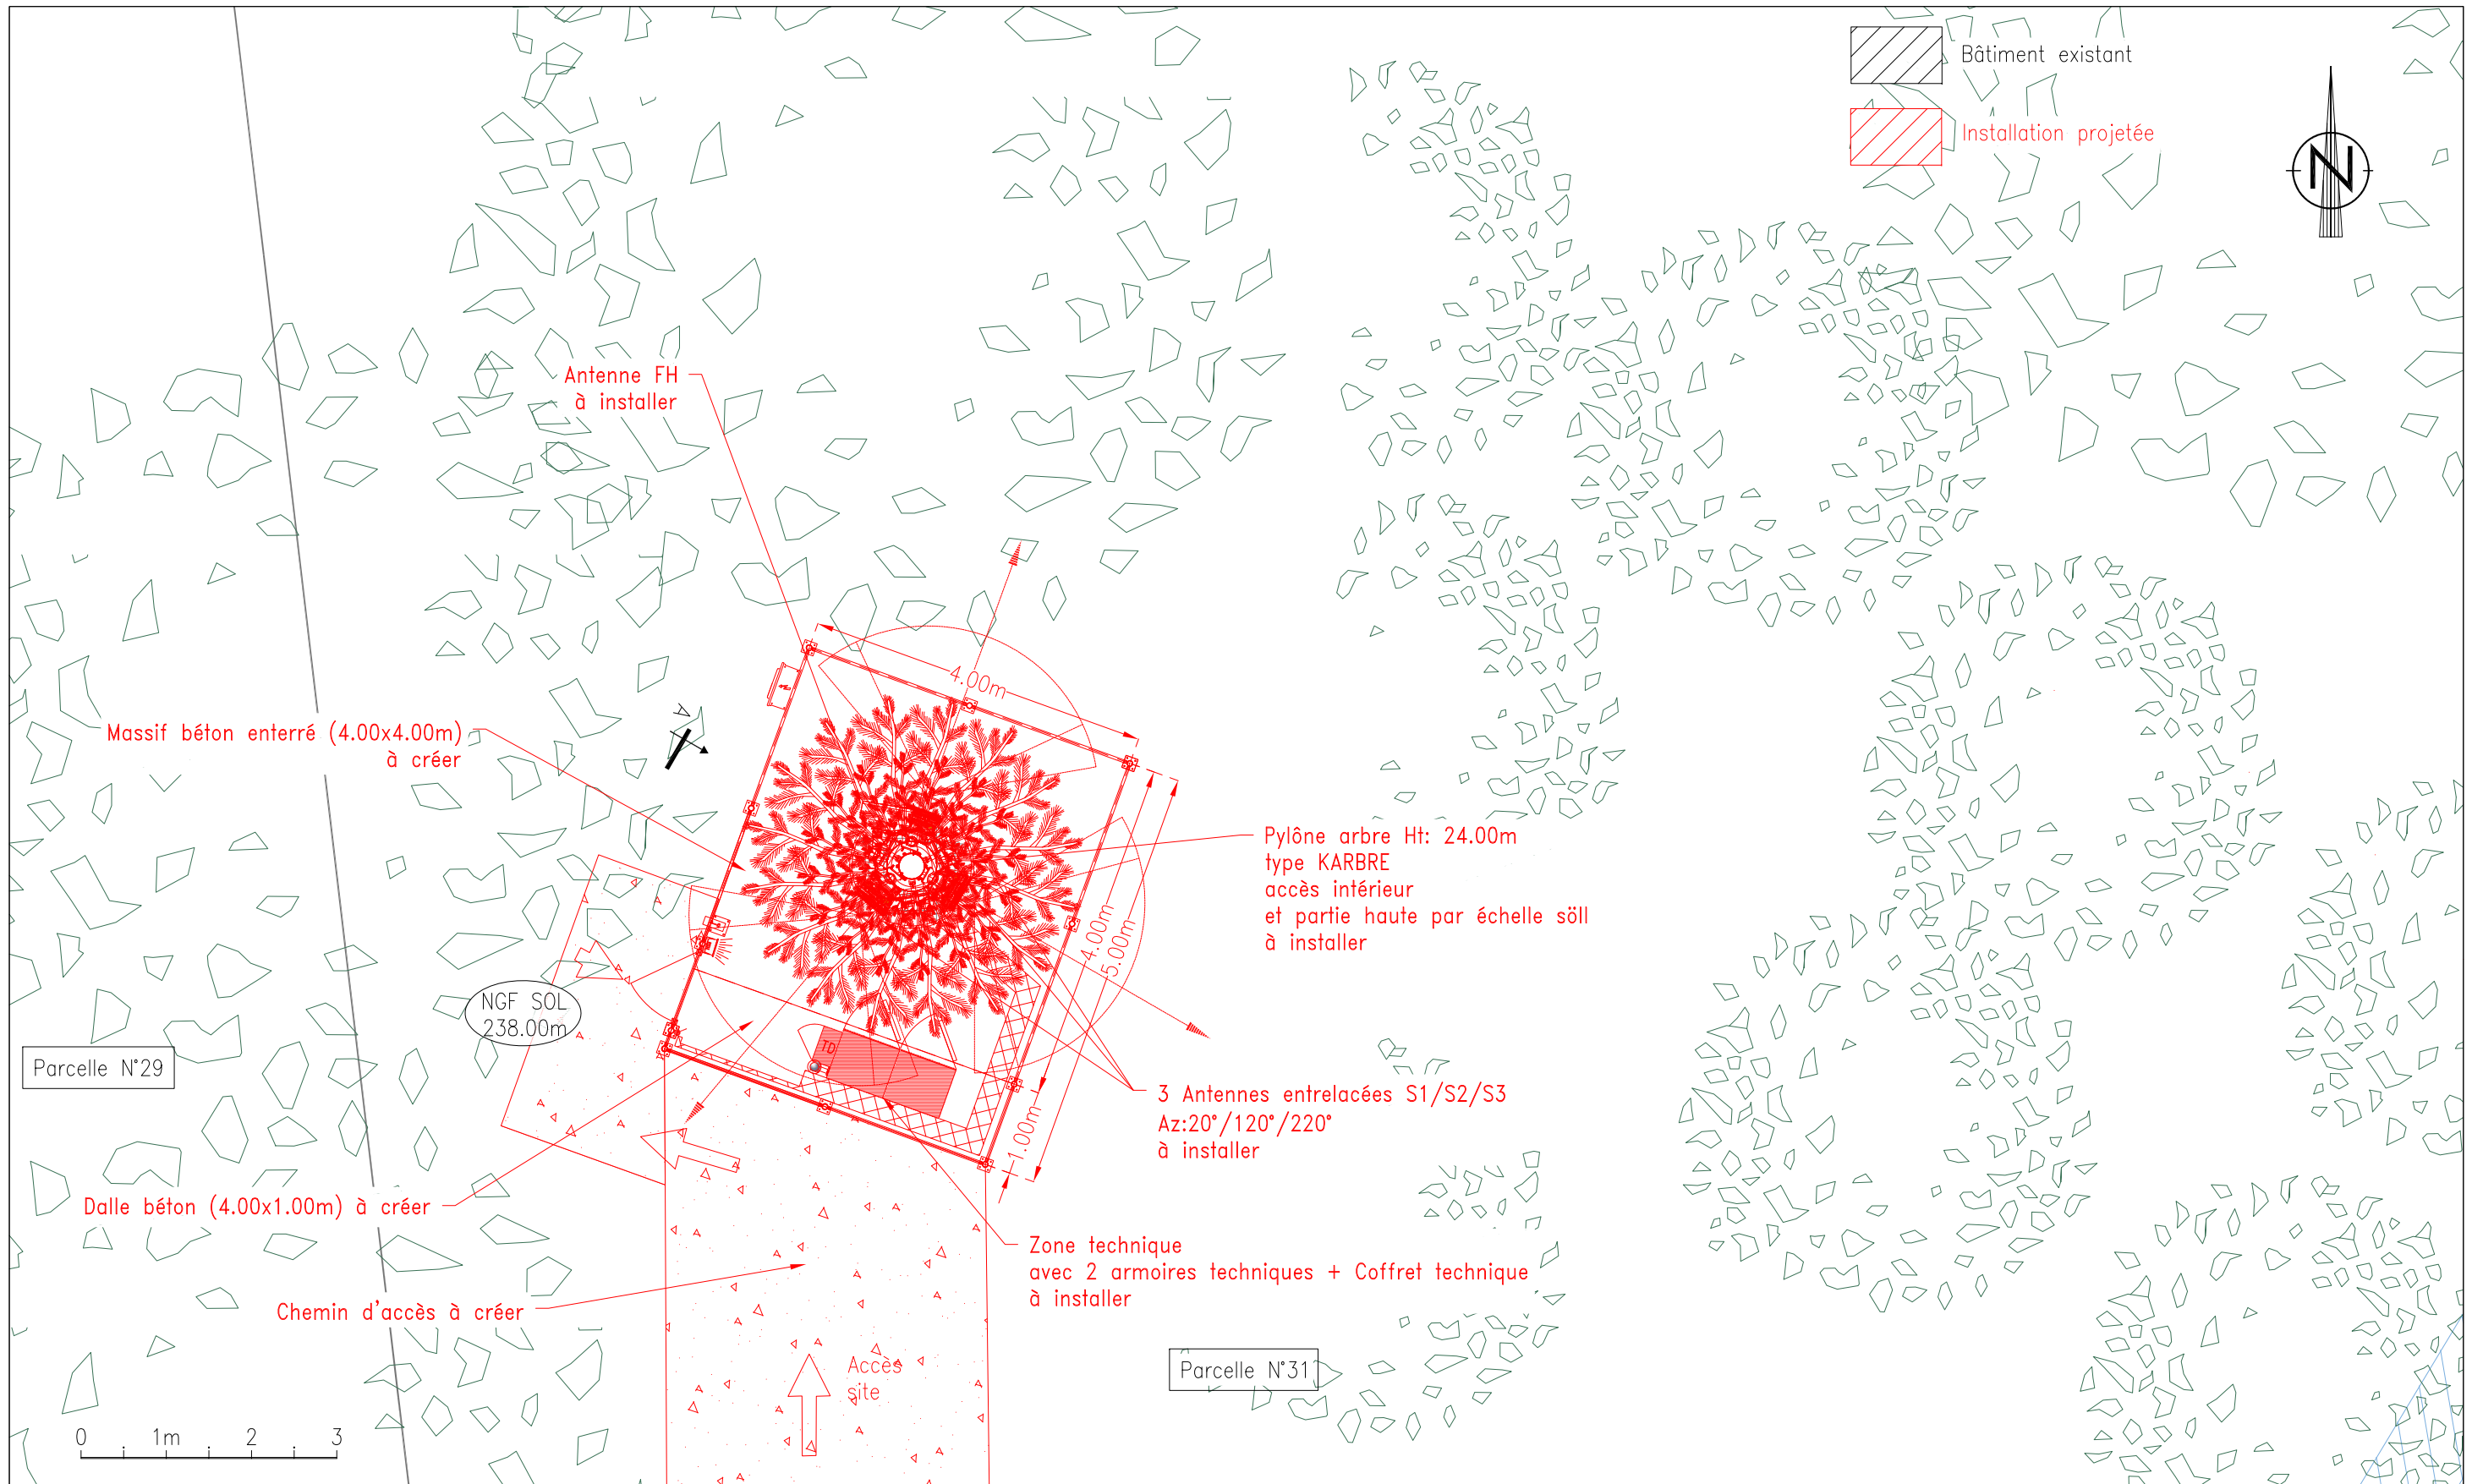 Bâtiment existant
Installation projetée
N
Antenne FH
à installer
4.00m
A
Massif béton enterré (4.00x4.00m)
à créer
Pylône arbre Ht: 24.00m
type KARBRE
accès intérieur
et partie haute par échelle söll
à installer
4.00m
5.00m
NGF SOL
238.00m
TD
Parcelle N°29
3 Antennes entrelacées S1/S2/S3
Az:20°/120°/220°
à installer
1.00m
Dalle béton (4.00x1.00m) à créer
Zone technique
avec 2 armoires techniques + Coffret technique
à installer
Chemin d'accès à créer
Accès
site
Parcelle N°31
0 1m 2 3